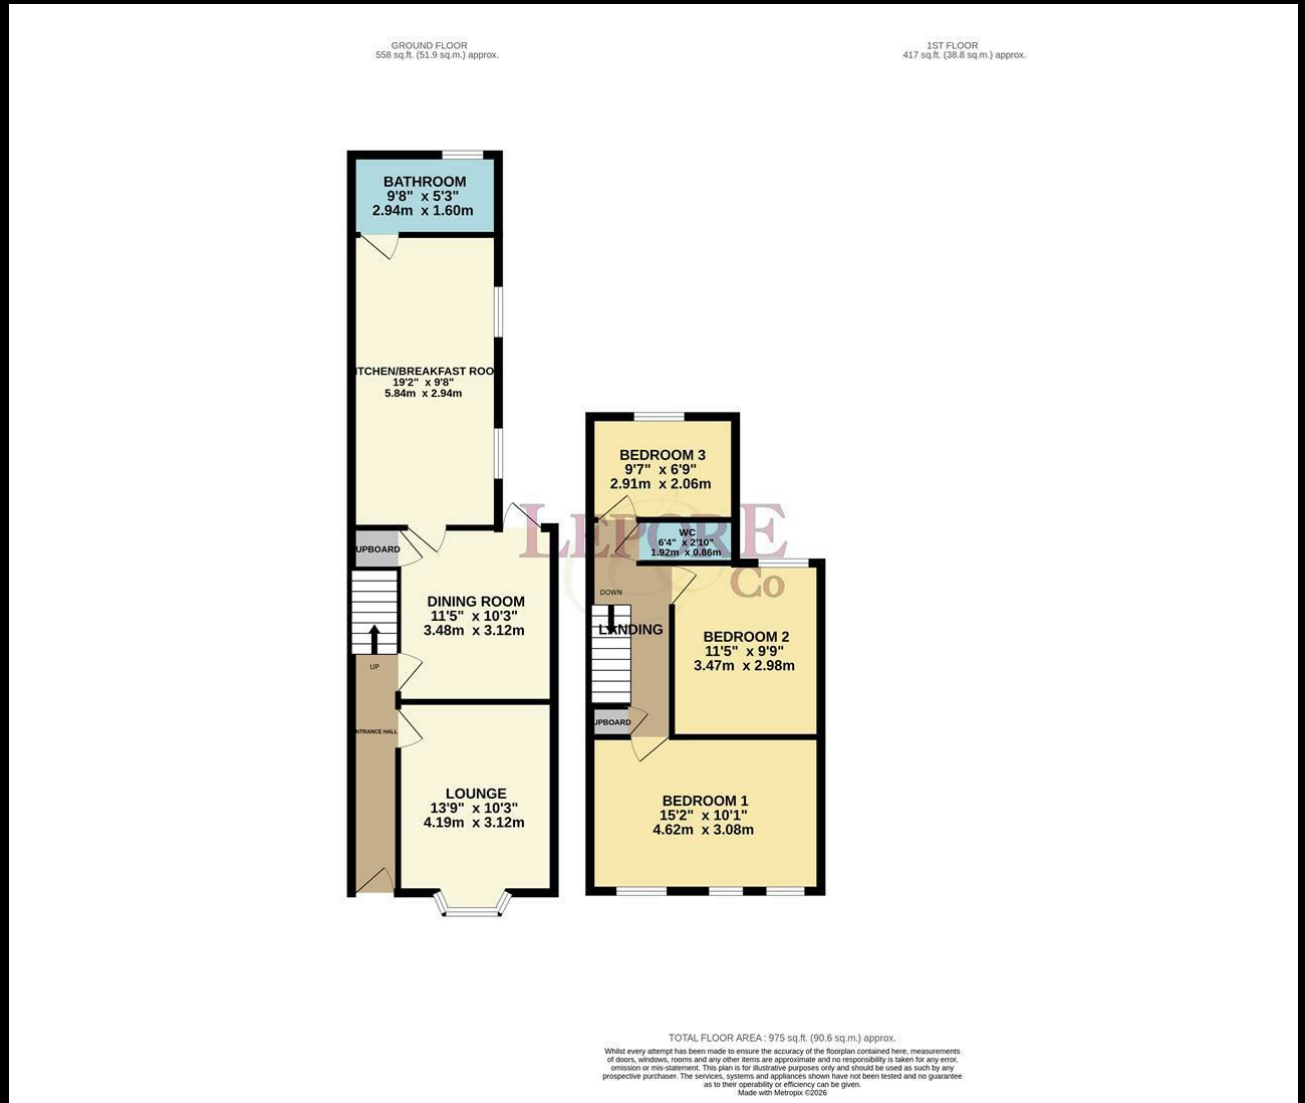 GROUND FLOOR
558 sq.ft. (51.9 sq.m.) approx.
1ST FLOOR
417 sq.ft. (38.8 sq.m.) approx.
BATHROOM
9'8" x 5'3"
2.94m x 1.60m
ITCHEN/BREAKFAST ROO
19'2" x 9'8"
5.84m x 2.94m
UPBOARD
DINING ROOM
11'5" x 10'3"
3.48m x 3.12m
UP
NTRANCE HALL
LOUNGE
13'9" x 10'3"
4.19m x 3.12m
BEDROOM 3
9'7" x 6'9"
2.91m x 2.06m
WC
6'4" x 2'10"
1.92m x 0.86m
LEPORE
Co
DOWN
LANDING
BEDROOM 2
11'5" x 9'9"
3.47m x 2.98m
UPBOARD
BEDROOM 1
15'2" x 10'1"
4.62m x 3.08m
TOTAL FLOOR AREA : 975 sq.ft. (90.6 sq.m.) approx.
Whilst every attempt has been made to ensure the accuracy of the floorplan contained here, measurements
of doors, windows, rooms and any other items are approximate and no responsibility is taken for any error,
omission or mis-statement. This plan is for illustrative purposes only and should be used as such by any
prospective purchaser. The services, systems and appliances shown have not been tested and no guarantee
as to their operability or efficiency can be given.
Made with Metropix ©2026